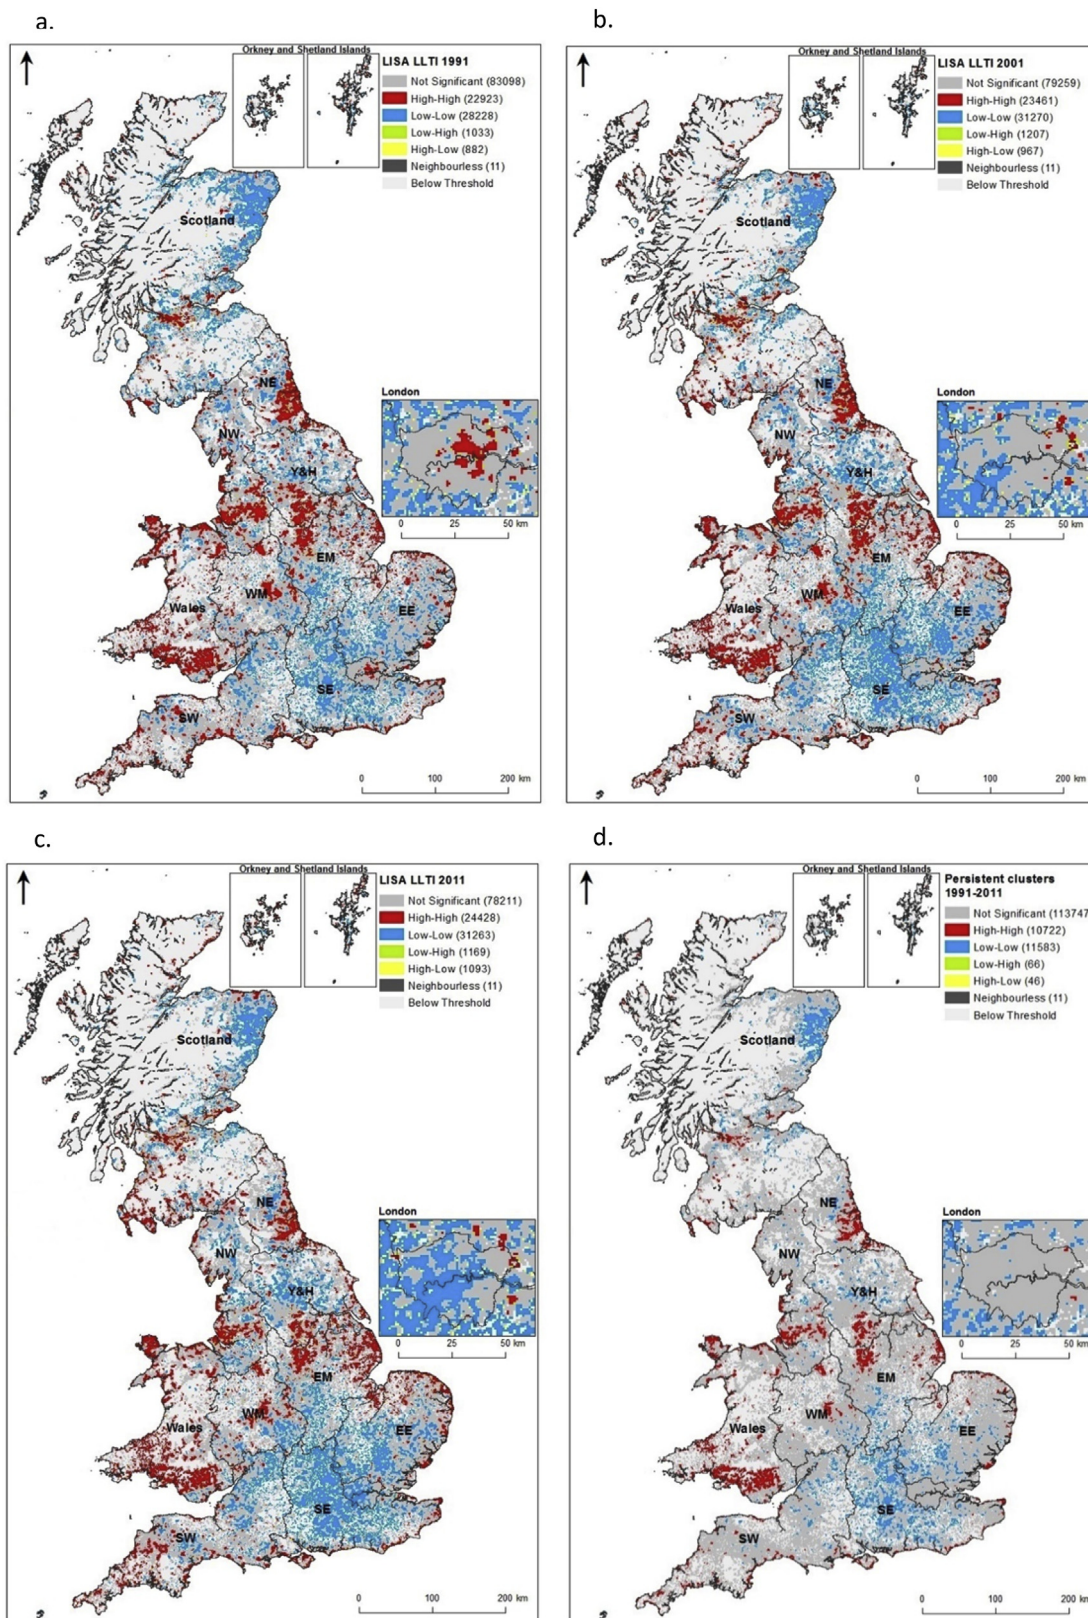 a.
Orkney and Shetland Islands
LISA LLTI 1991
Not Significant (83098)
High-High (22923)
Low-Low (28228)
Low-High (1033)
High-Low (882)
Neighbourless (11)
Below Threshold
Scotland
NE
London
0 25 50 km
NW
Y&H
EM
WM
Wales
EE
SE
SW
0 100 200 km
b.
Orkney and Shetland Islands
LISA LLTI 2001
Not Significant (79259)
High-High (23461)
Low-Low (31270)
Low-High (1207)
High-Low (967)
Neighbourless (11)
Below Threshold
Scotland
NE
London
0 25 50 km
NW
Y&H
EM
WM
Wales
EE
SE
SW
0 100 200 km
c.
Orkney and Shetland Islands
LISA LLTI 2011
Not Significant (78211)
High-High (24428)
Low-Low (31263)
Low-High (1169)
High-Low (1093)
Neighbourless (11)
Below Threshold
Scotland
NE
London
0 25 50 km
NW
Y&H
EM
WM
Wales
EE
SE
SW
0 100 200 km
d.
Orkney and Shetland Islands
Persistent clusters
1991-2011
Not Significant (113747
High-High (10722)
Low-Low (11583)
Low-High (66)
High-Low (46)
Neighbourless (11)
Below Threshold
Scotland
NE
London
0 25 50 km
NW
Y&H
EM
WM
Wales
EE
SE
SW
0 100 200 km